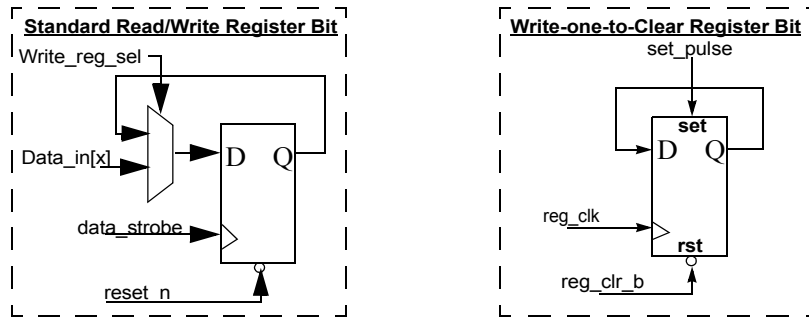 Standard Read/Write Register Bit
Write_reg_sel
Data_in[x]
D Q
data_strobe
reset_n
Write-one-to-Clear Register Bit
set_pulse
set
D Q
reg_clk
rst
reg_clr_b